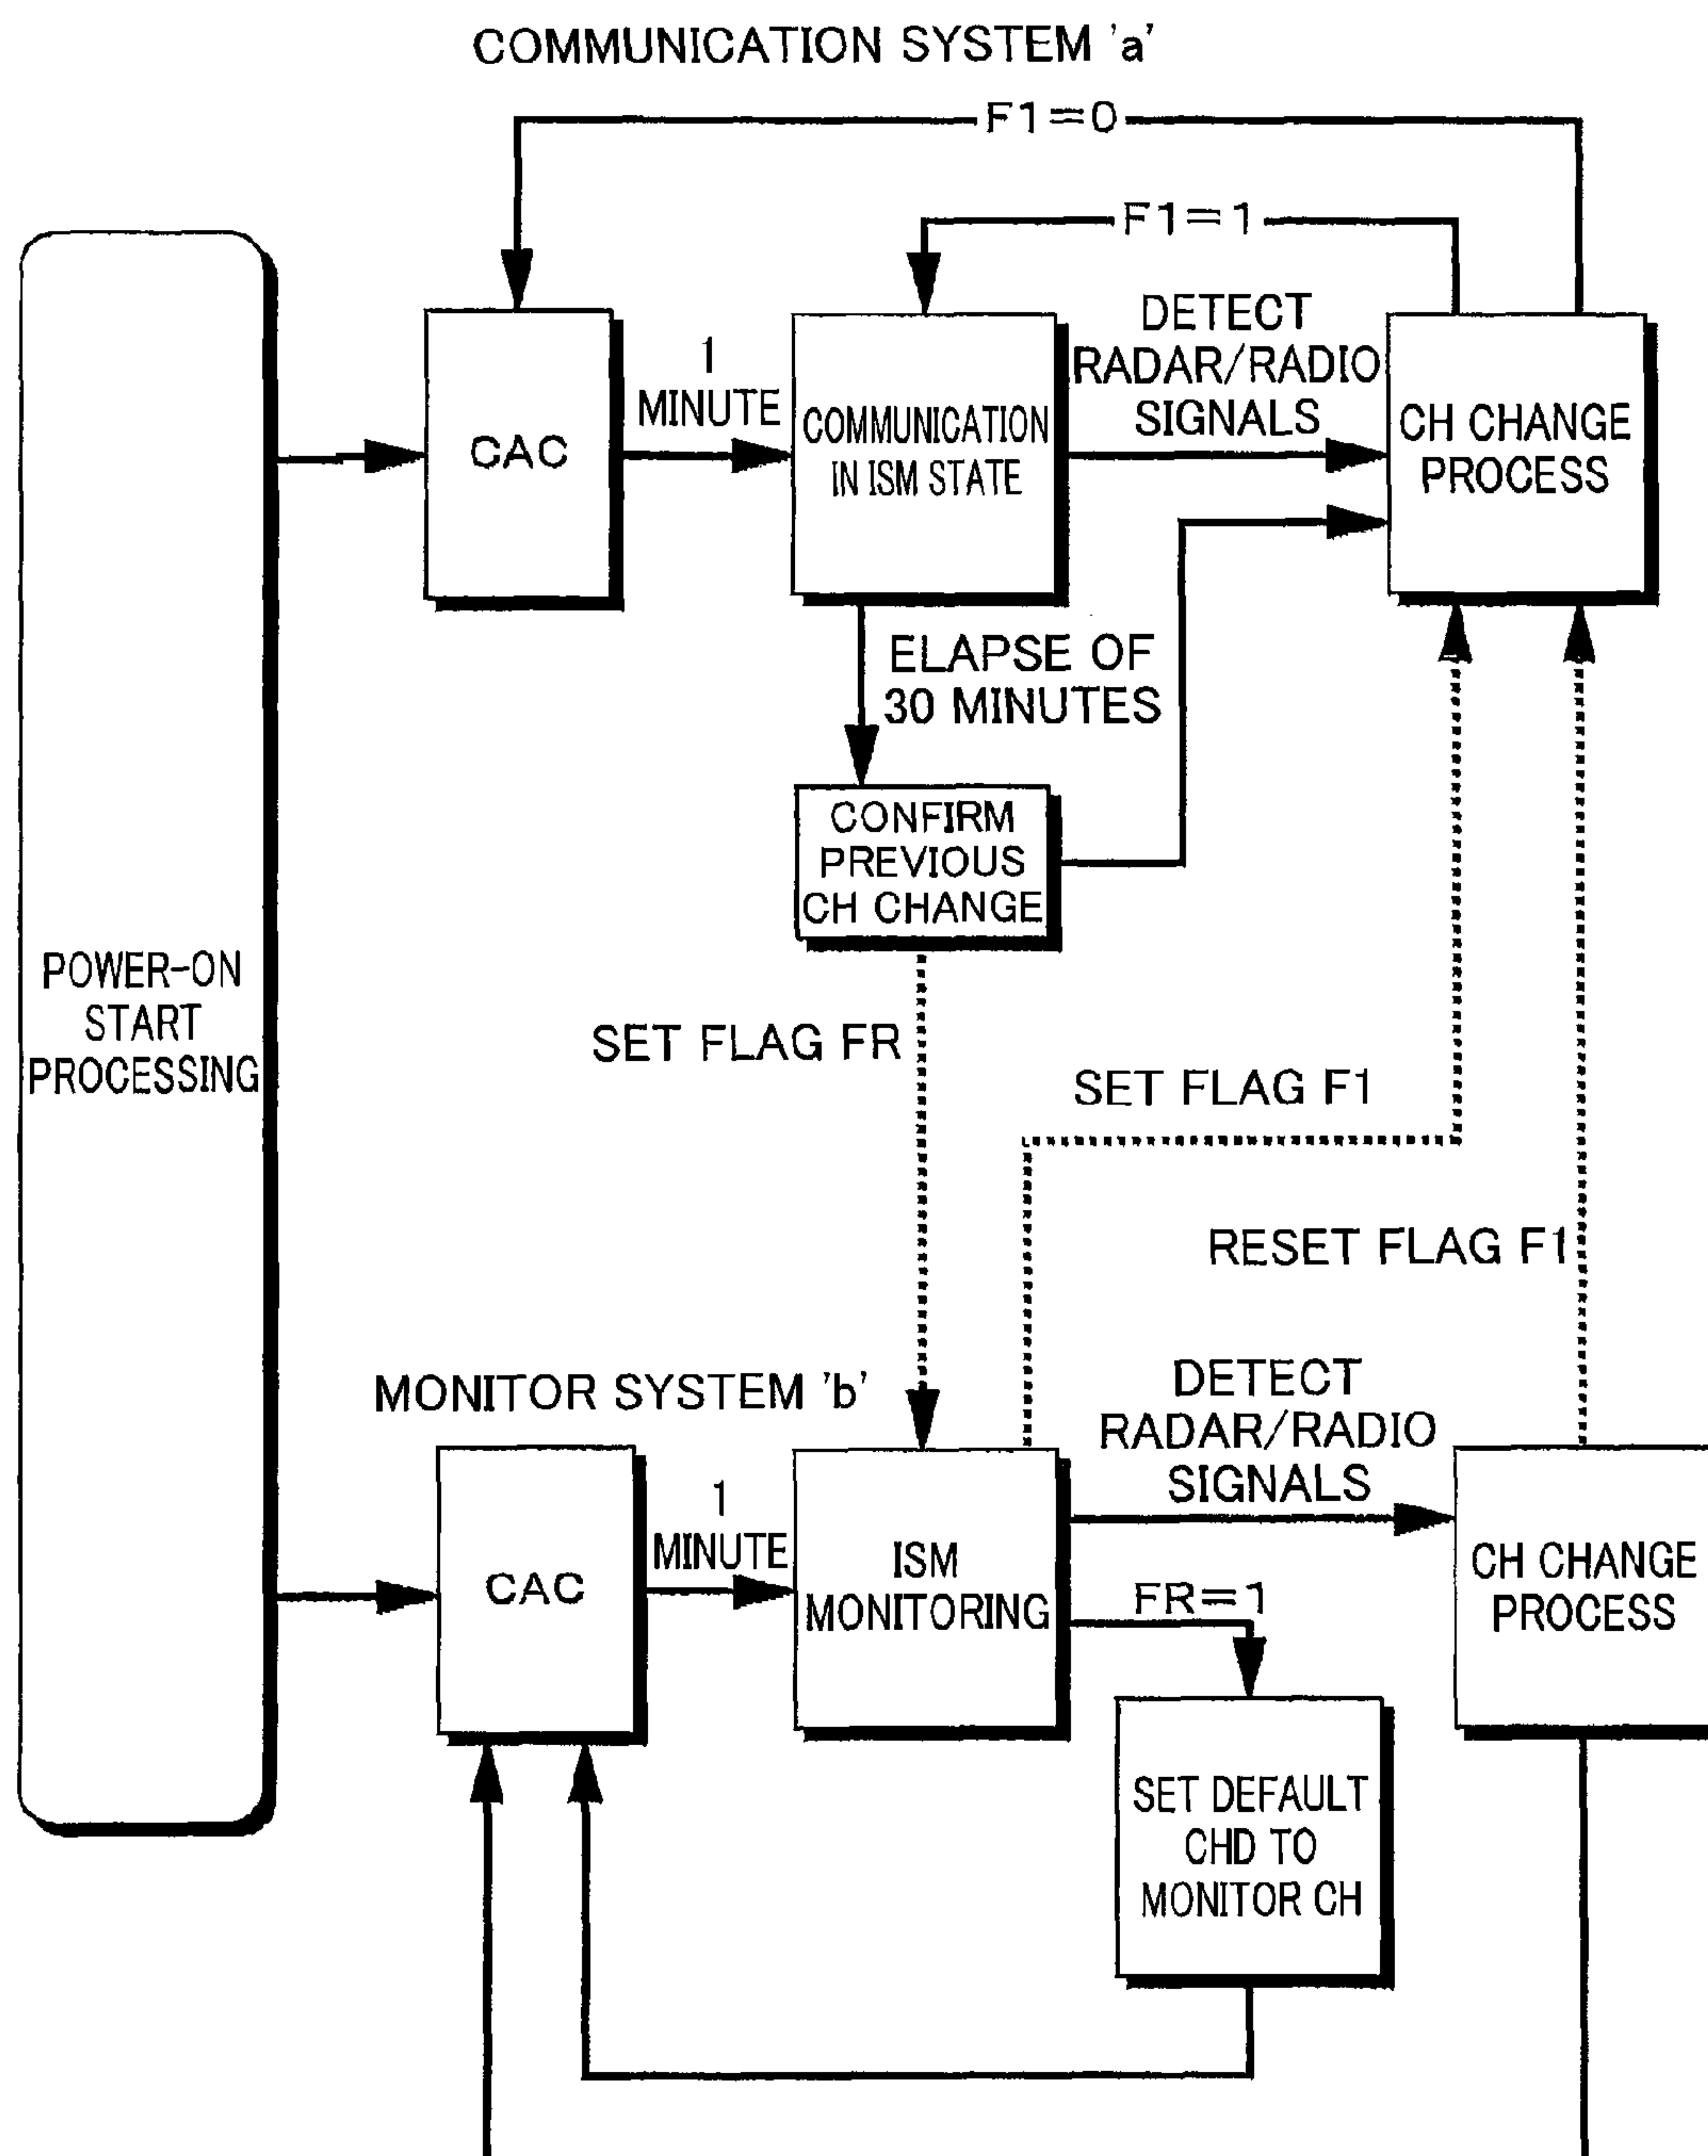 COMMUNICATION SYSTEM 'a'
F1=0
F1=1
DETECT
RADAR/RADIO
SIGNALS
1
MINUTE
CAC
COMMUNICATION
IN ISM STATE
CH CHANGE
PROCESS
ELAPSE OF
30 MINUTES
CONFIRM
PREVIOUS
CH CHANGE
POWER-ON
START
PROCESSING
SET FLAG FR
SET FLAG F1
RESET FLAG F1
MONITOR SYSTEM 'b'
DETECT
RADAR/RADIO
SIGNALS
1
MINUTE
CAC
ISM
MONITORING
FR=1
CH CHANGE
PROCESS
SET DEFAULT
CHD TO
MONITOR CH